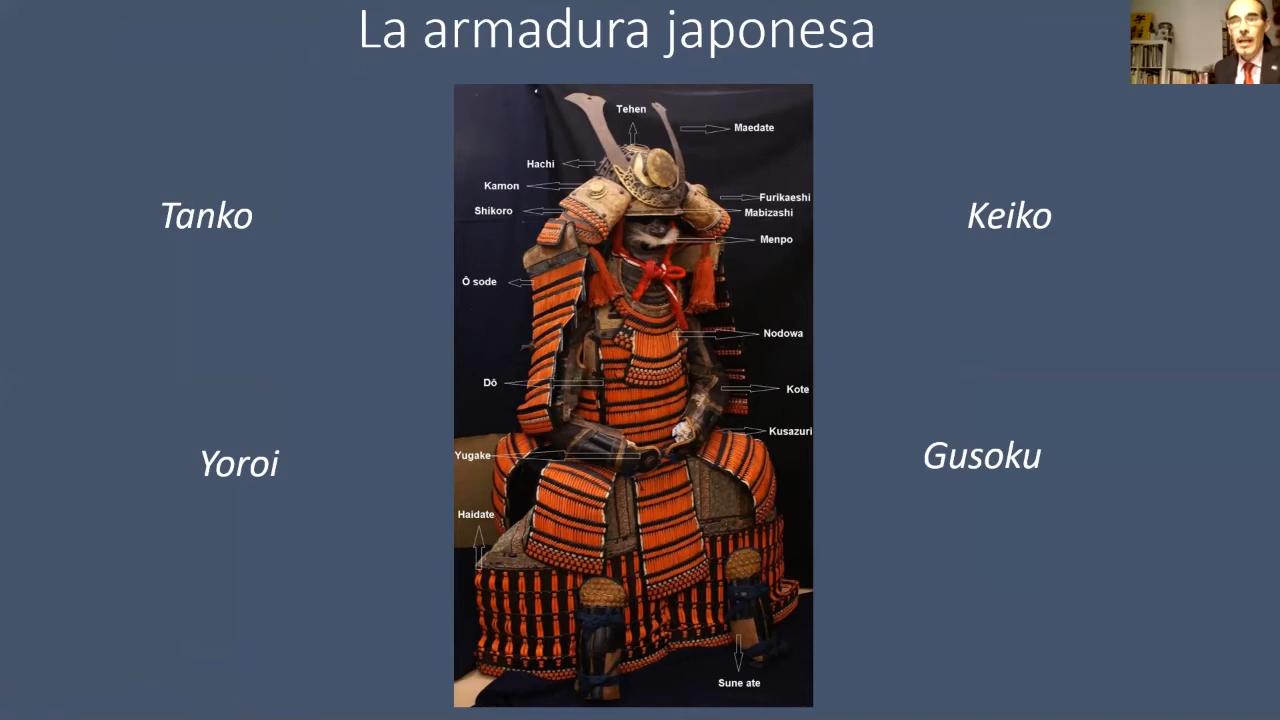 La armadura japonesa
Tehen
Maedate
Hachi
Kamon
Furikaeshi
Shikoro
Mabizashi
Tanko
Keiko
Menpo
Ô sode
Nodowa
Dô
Kote
Kusazuri
Yugake
Yoroi
Gusoku
Haidate
Sune ate